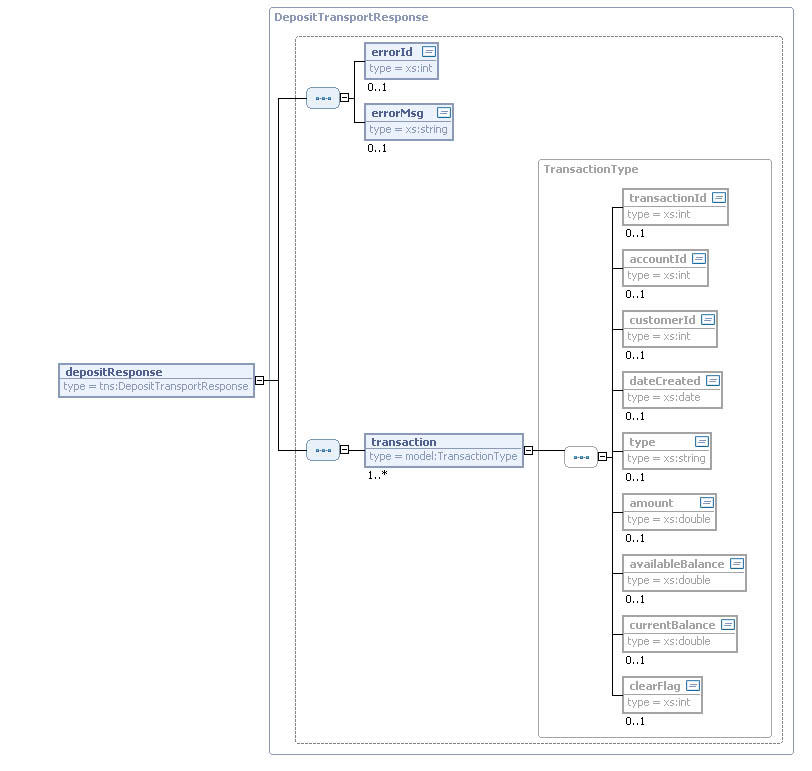 DepositTransportResponse
errorId
type = xs:int
0..1
errorMsg
type = xs:string
0..1
TransactionType
transactionId
type = xs:int
0..1
accountId
type = xs:int
0..1
customerId
type = xs:int
0..1
depositResponse
type = tns:DepositTransportResponse
dateCreated
type = xs:date
0..1
transaction
type = model:TransactionType
1..*
type
type = xs:string
0..1
amount
type = xs:double
0..1
availableBalance
type = xs:double
0..1
currentBalance
type = xs:double
0..1
clearFlag
type = xs:int
0..1